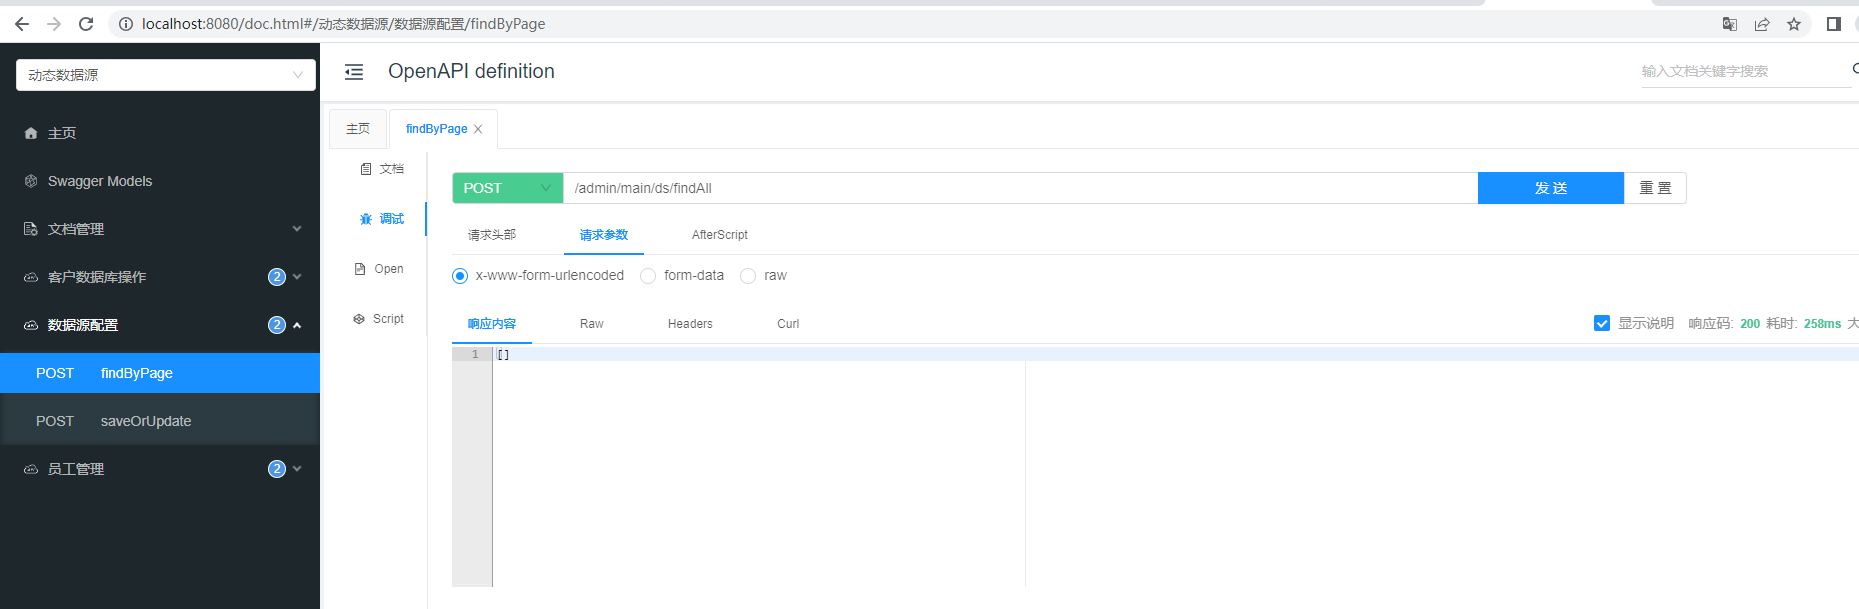 localhost:8080/doc.html#/动态数据源/数据源配置/findByPage
动态数据源
OpenAPI definition
输入文档关键字搜索
主页
Swagger Models
文档管理
客户数据库操作 2
数据源配置 2
POST findByPage
POST saveOrUpdate
员工管理 2
主页 findByPage
文档
调试
Open
Script
POST /admin/main/ds/findAll 发 送 重 置
请求头部 请求参数 AfterScript
x-www-form-urlencoded form-data raw
响应内容 Raw Headers Curl 显示说明 响应码: 200 耗时: 258ms 大
1 []